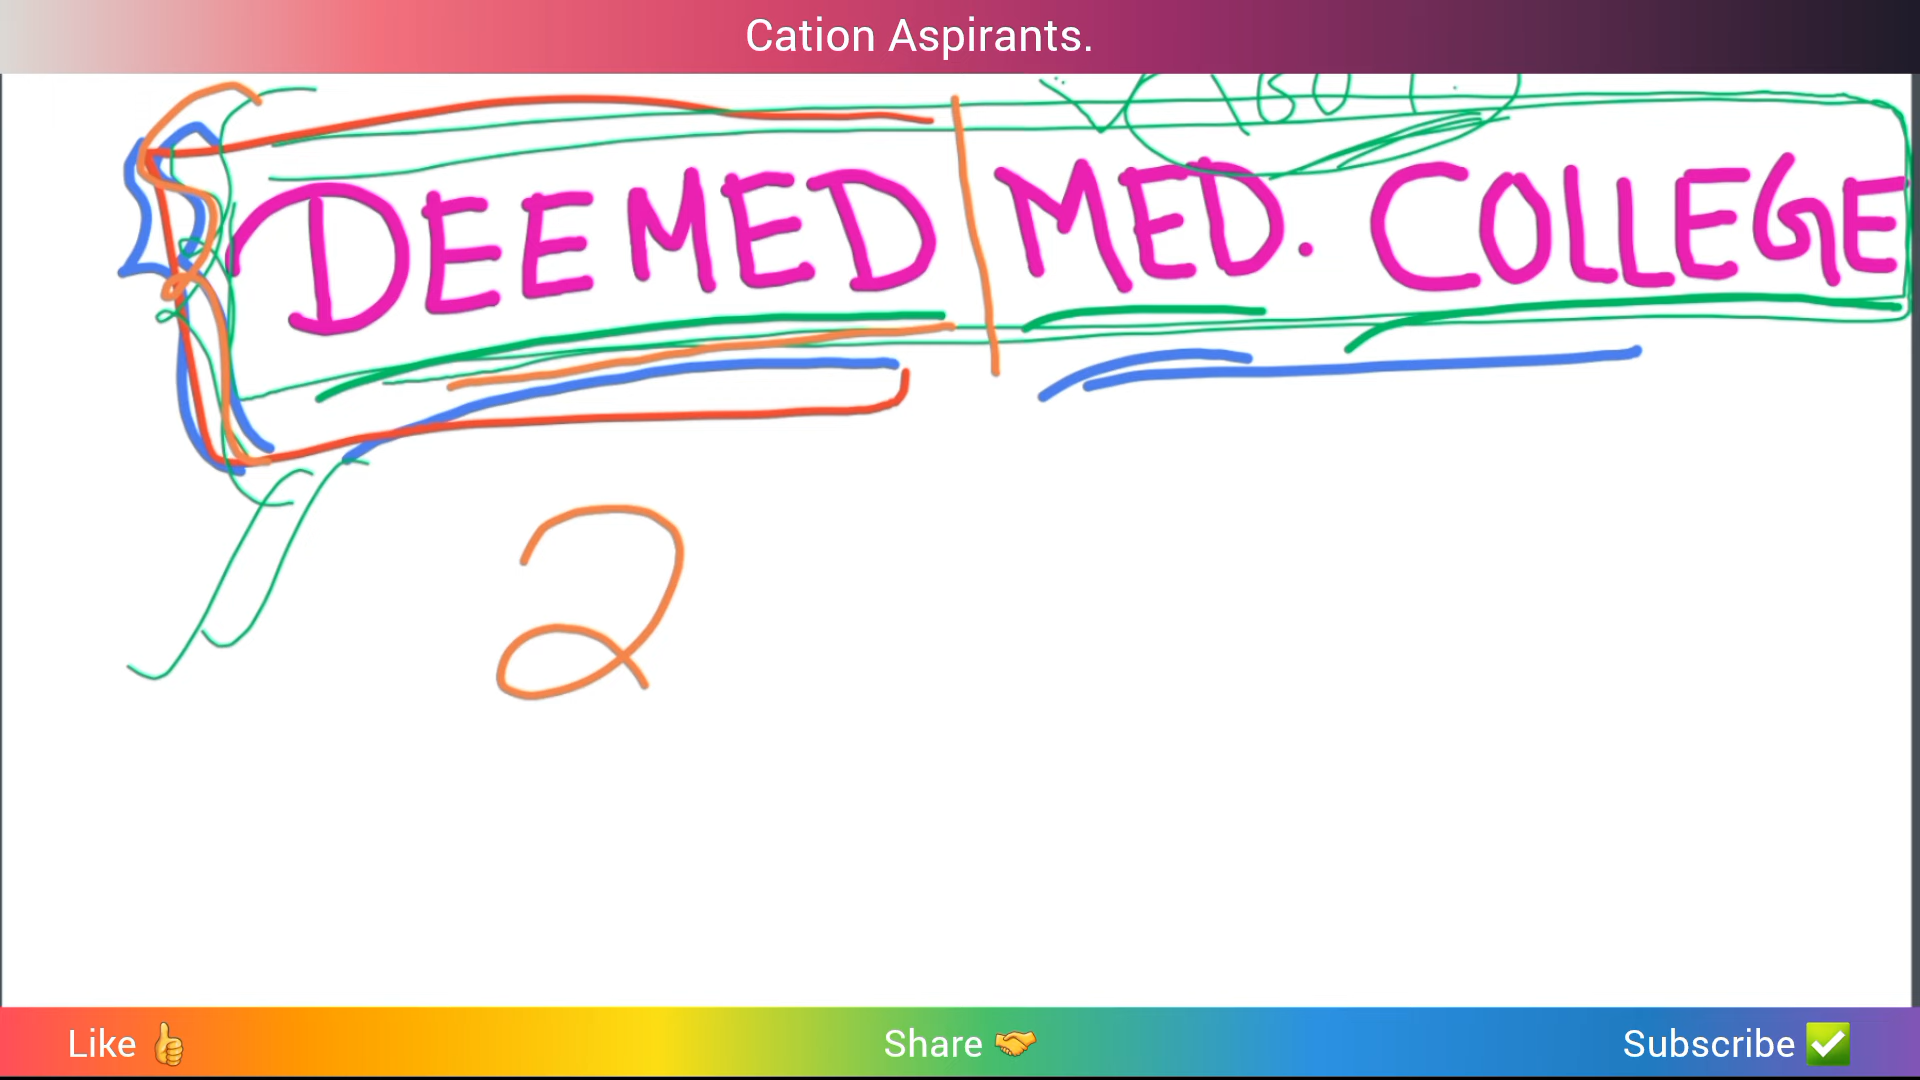 Cation Aspirants.
DEEMED MED. COLLEGE
2
Like 👍
Share 🤝
Subscribe ✅